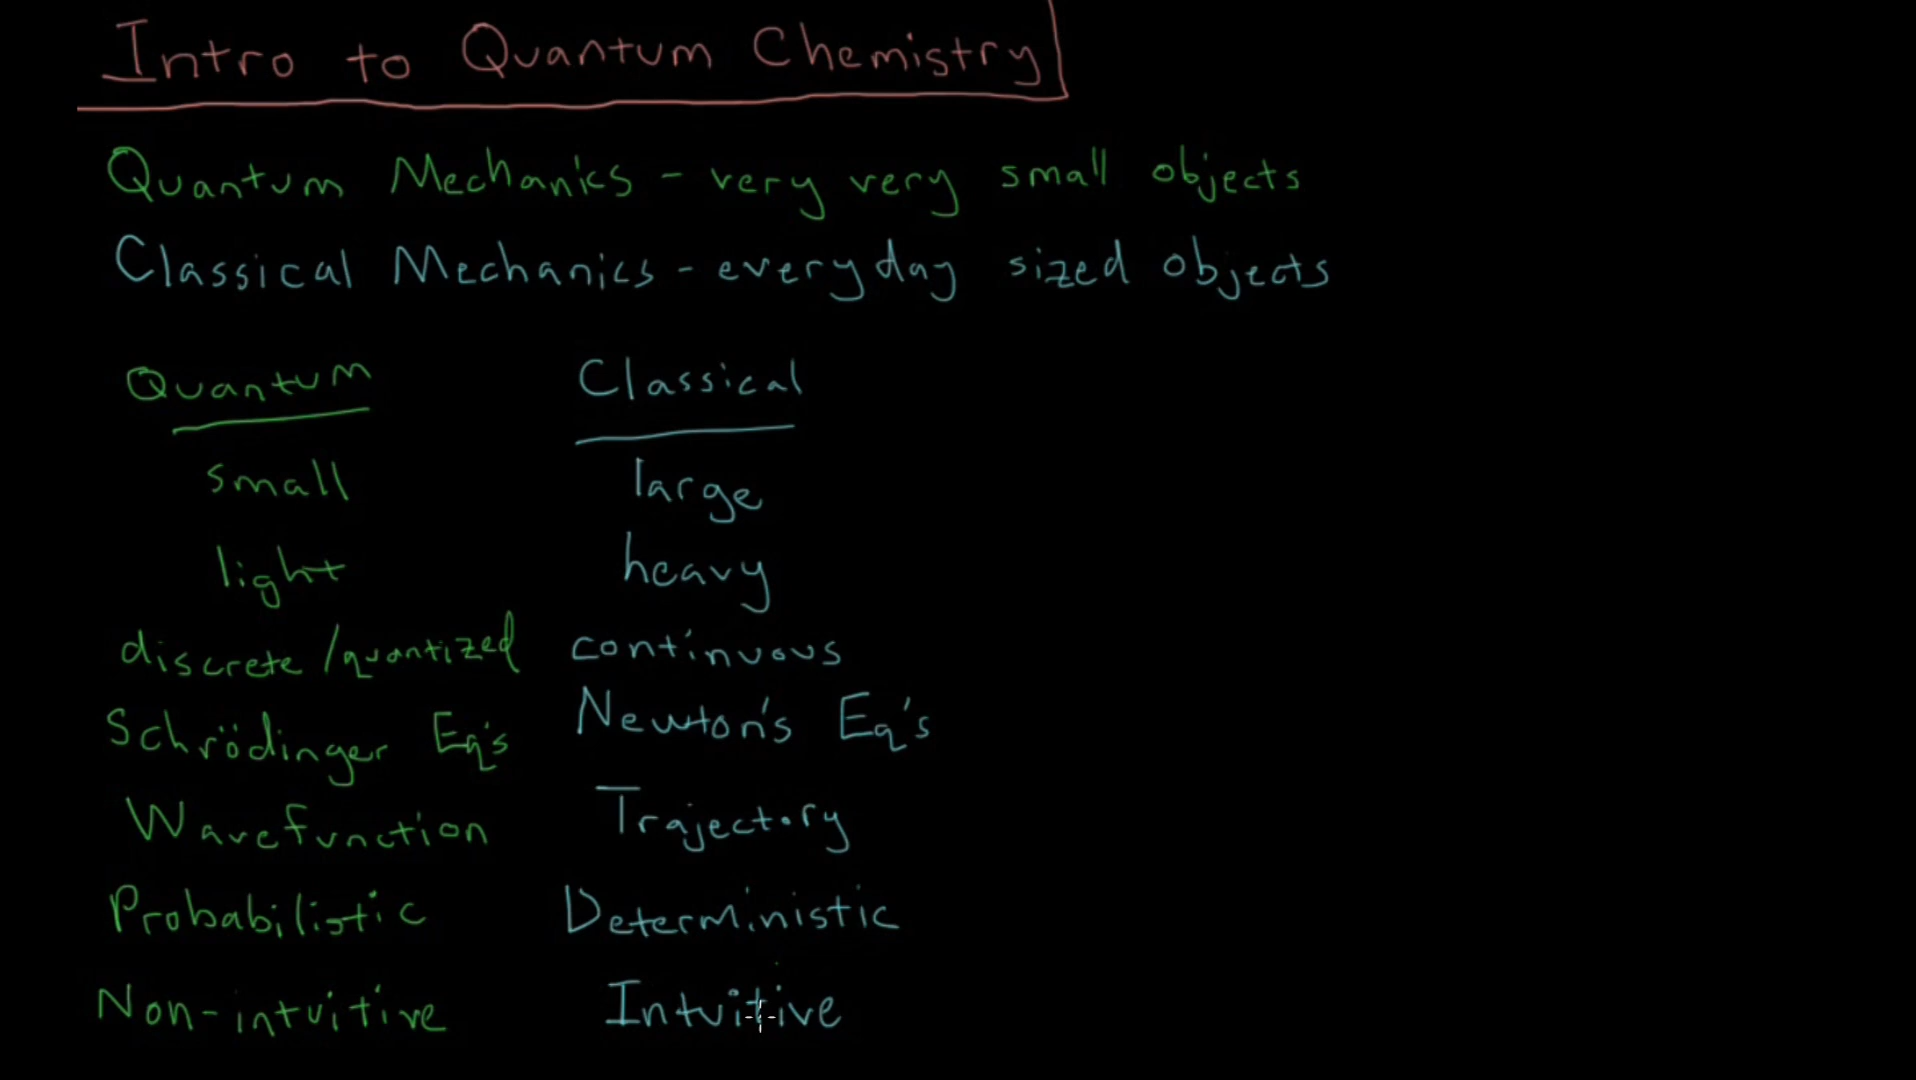 Intro to Quantum Chemistry
Quantum Mechanics - very very small objects
Classical Mechanics - everyday sized objects
Quantum Classical
small large
light heavy
discrete/quantized continuous
Schrödinger Eq's Newton's Eq's
Wavefunction Trajectory
Probabilistic Deterministic
Non-intuitive Intuitive